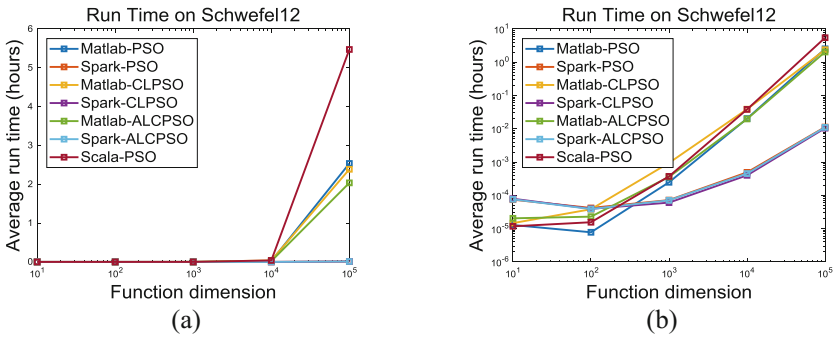 Run Time on Schwefel12
6
5
4
3
2
1
0
Average run time (hours)
Matlab-PSO
Spark-PSO
Matlab-CLPSO
Spark-CLPSO
Matlab-ALCPSO
Spark-ALCPSO
Scala-PSO
10^1 10^2 10^3 10^4 10^5
Function dimension
(a)
Run Time on Schwefel12
10^1
10^0
10^-1
10^-2
10^-3
10^-4
10^-5
10^-6
Average run time (hours)
Matlab-PSO
Spark-PSO
Matlab-CLPSO
Spark-CLPSO
Matlab-ALCPSO
Spark-ALCPSO
Scala-PSO
10^1 10^2 10^3 10^4 10^5
Function dimension
(b)